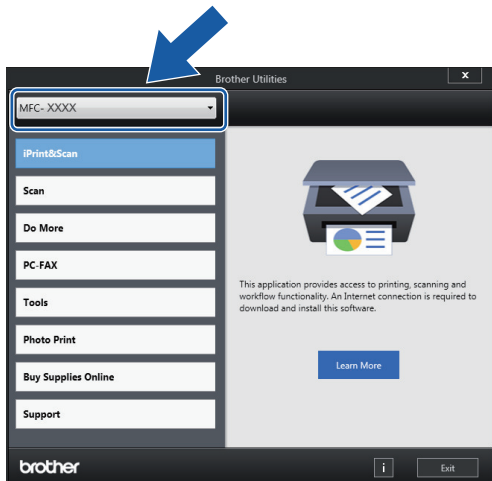 Brother Utilities
X
MFC- XXXX
iPrint&Scan
Scan
Do More
PC-FAX
Tools
Photo Print
Buy Supplies Online
Support
This application provides access to printing, scanning and
workflow functionality. An Internet connection is required to
download and install this software.
Learn More
brother
i
Exit